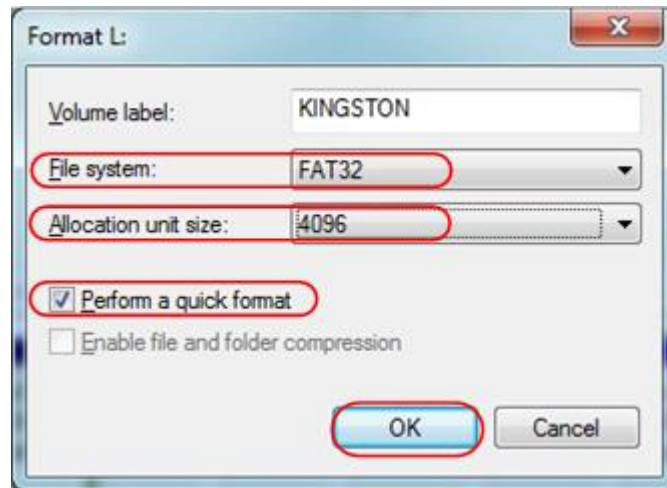 Format L:
Volume label: KINGSTON
File system: FAT32
Allocation unit size: 4096
Perform a quick format
Enable file and folder compression
OK Cancel